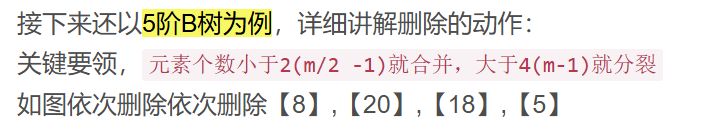 接下来还以5阶B树为例，详细讲解删除的动作：
关键要领，元素个数小于2(m/2 -1)就合并，大于4(m-1)就分裂
如图依次删除依次删除【8】,【20】,【18】,【5】